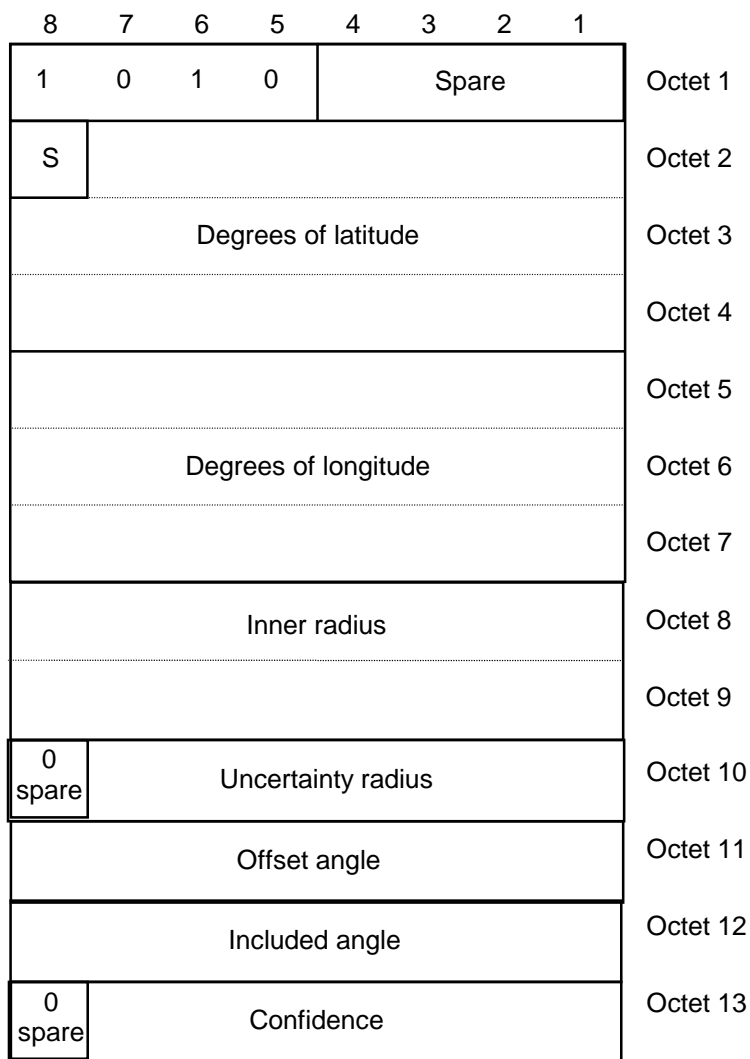 8 7 6 5 4 3 2 1
1 0 1 0 Spare Octet 1
S Octet 2
Degrees of latitude Octet 3
Octet 4
Octet 5
Degrees of longitude Octet 6
Octet 7
Inner radius Octet 8
Octet 9
0
spare Uncertainty radius Octet 10
Offset angle Octet 11
Included angle Octet 12
0
spare Confidence Octet 13